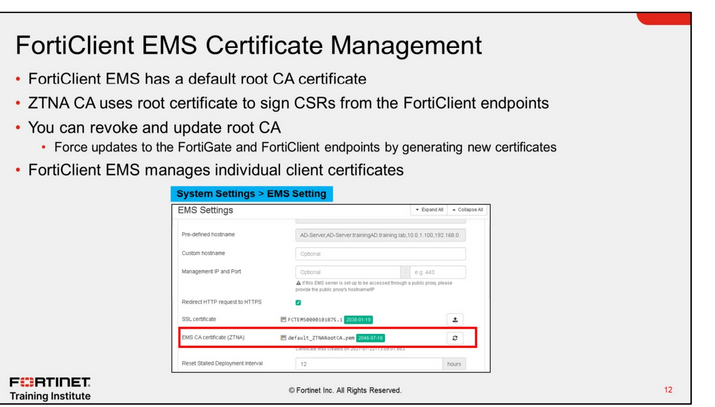 FortiClient EMS Certificate Management
• FortiClient EMS has a default root CA certificate
• ZTNA CA uses root certificate to sign CSRs from the FortiClient endpoints
• You can revoke and update root CA
• Force updates to the FortiGate and FortiClient endpoints by generating new certificates
• FortiClient EMS manages individual client certificates
System Settings > EMS Setting
EMS Settings
Expand All
Collapse All
Pre-defined hostname
AD-Server,AD-Server.trainingAD.training.lab,10.0.1.100,192.168.0.
Custom hostname
Optional
Management IP and Port
Optional
: e.g. 443
If this EMS server is set up to be accessed through a public proxy, please
provide the public proxy's hostname/IP
Redirect HTTP request to HTTPS
SSL certificate
2038-01-19
EMS CA certificate (ZTNA)
default_ZTNARootCA.pem
Reset Stalled Deployment Interval
12
hours
FORTINET
Training Institute
© Fortinet Inc. All Rights Reserved.
12